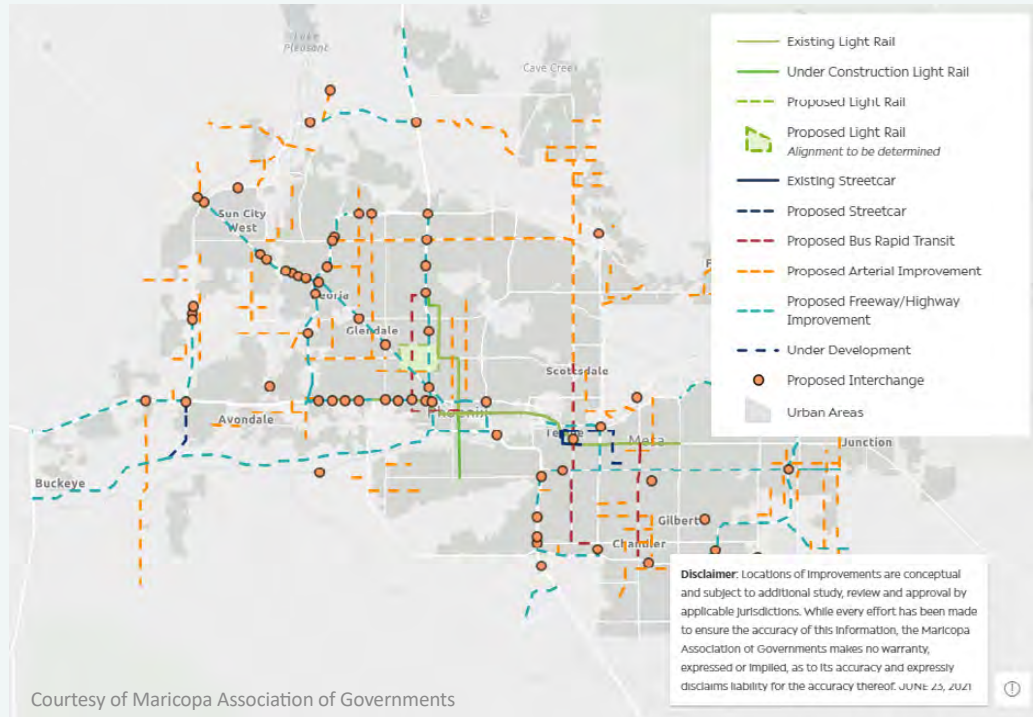 Lake
Pleasant
Cave Creek
Sun City
West
Peoria
Glendale
Scottsdale
Avondale
Phoenix
Tempe
Mesa
Junction
Buckeye
Gilbert
Chandler
Existing Light Rail
Under Construction Light Rail
Proposed Light Rail
Proposed Light Rail
Alignment to be determined
Existing Streetcar
Proposed Streetcar
Proposed Bus Rapid Transit
Proposed Arterial Improvement
Proposed Freeway/Highway
Improvement
Under Development
Proposed Interchange
Urban Areas
Disclaimer: Locations of improvements are conceptual
and subject to additional study, review and approval by
applicable jurisdictions. While every effort has been made
to ensure the accuracy of this information, the Maricopa
Association of Governments makes no warranty,
expressed or implied, as to its accuracy and expressly
disclaims liability for the accuracy thereof. JUNE 23, 2021
Courtesy of Maricopa Association of Governments